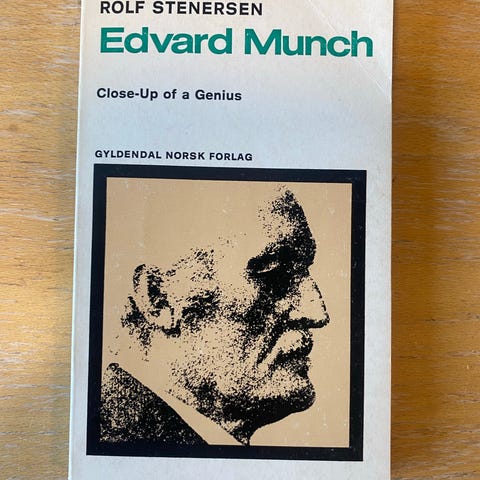 ROLF STENERSEN
Edvard Munch
Close-Up of a Genius
GYLDENDAL NORSK FORLAG